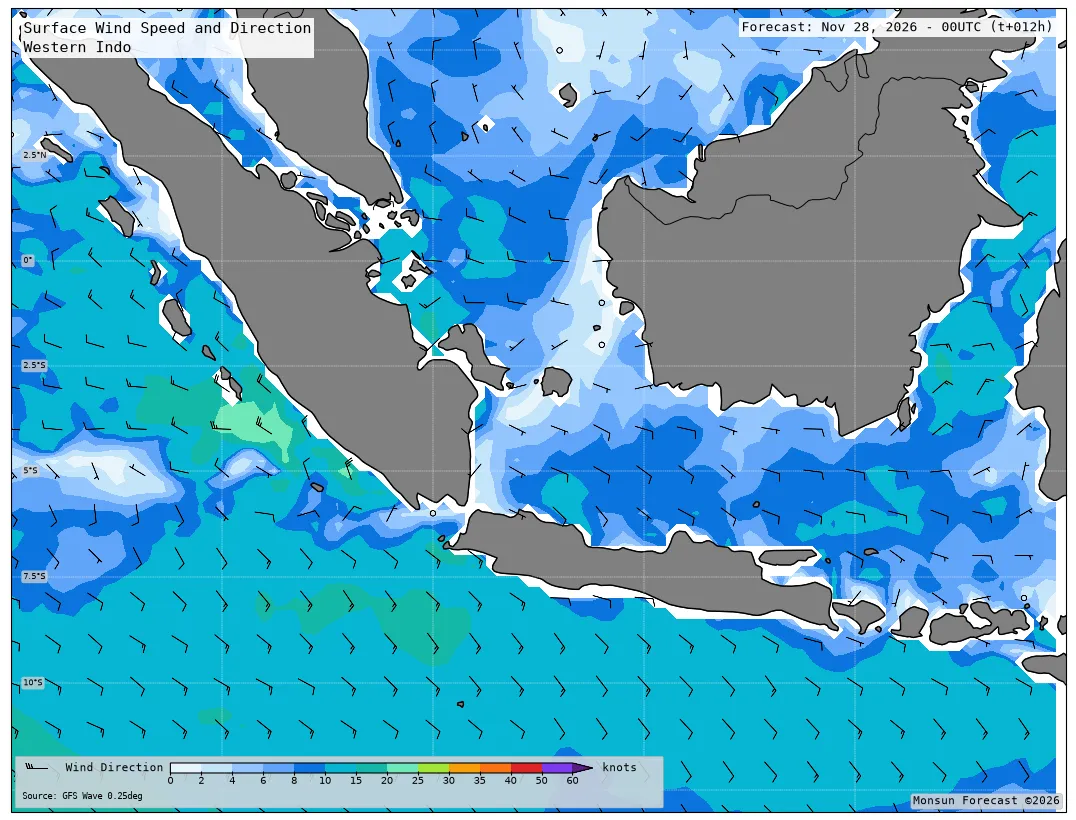 Surface Wind Speed and Direction
Western Indo
Forecast: Nov 28, 2026 - 00UTC (t+012h)
2.5°N
0°
2.5°S
5°S
7.5°S
10°S
Wind Direction
0 2 4 6 8 10 15 20 25 30 35 40 50 60
knots
Source: GFS Wave 0.25deg
Monsun Forecast ©2026